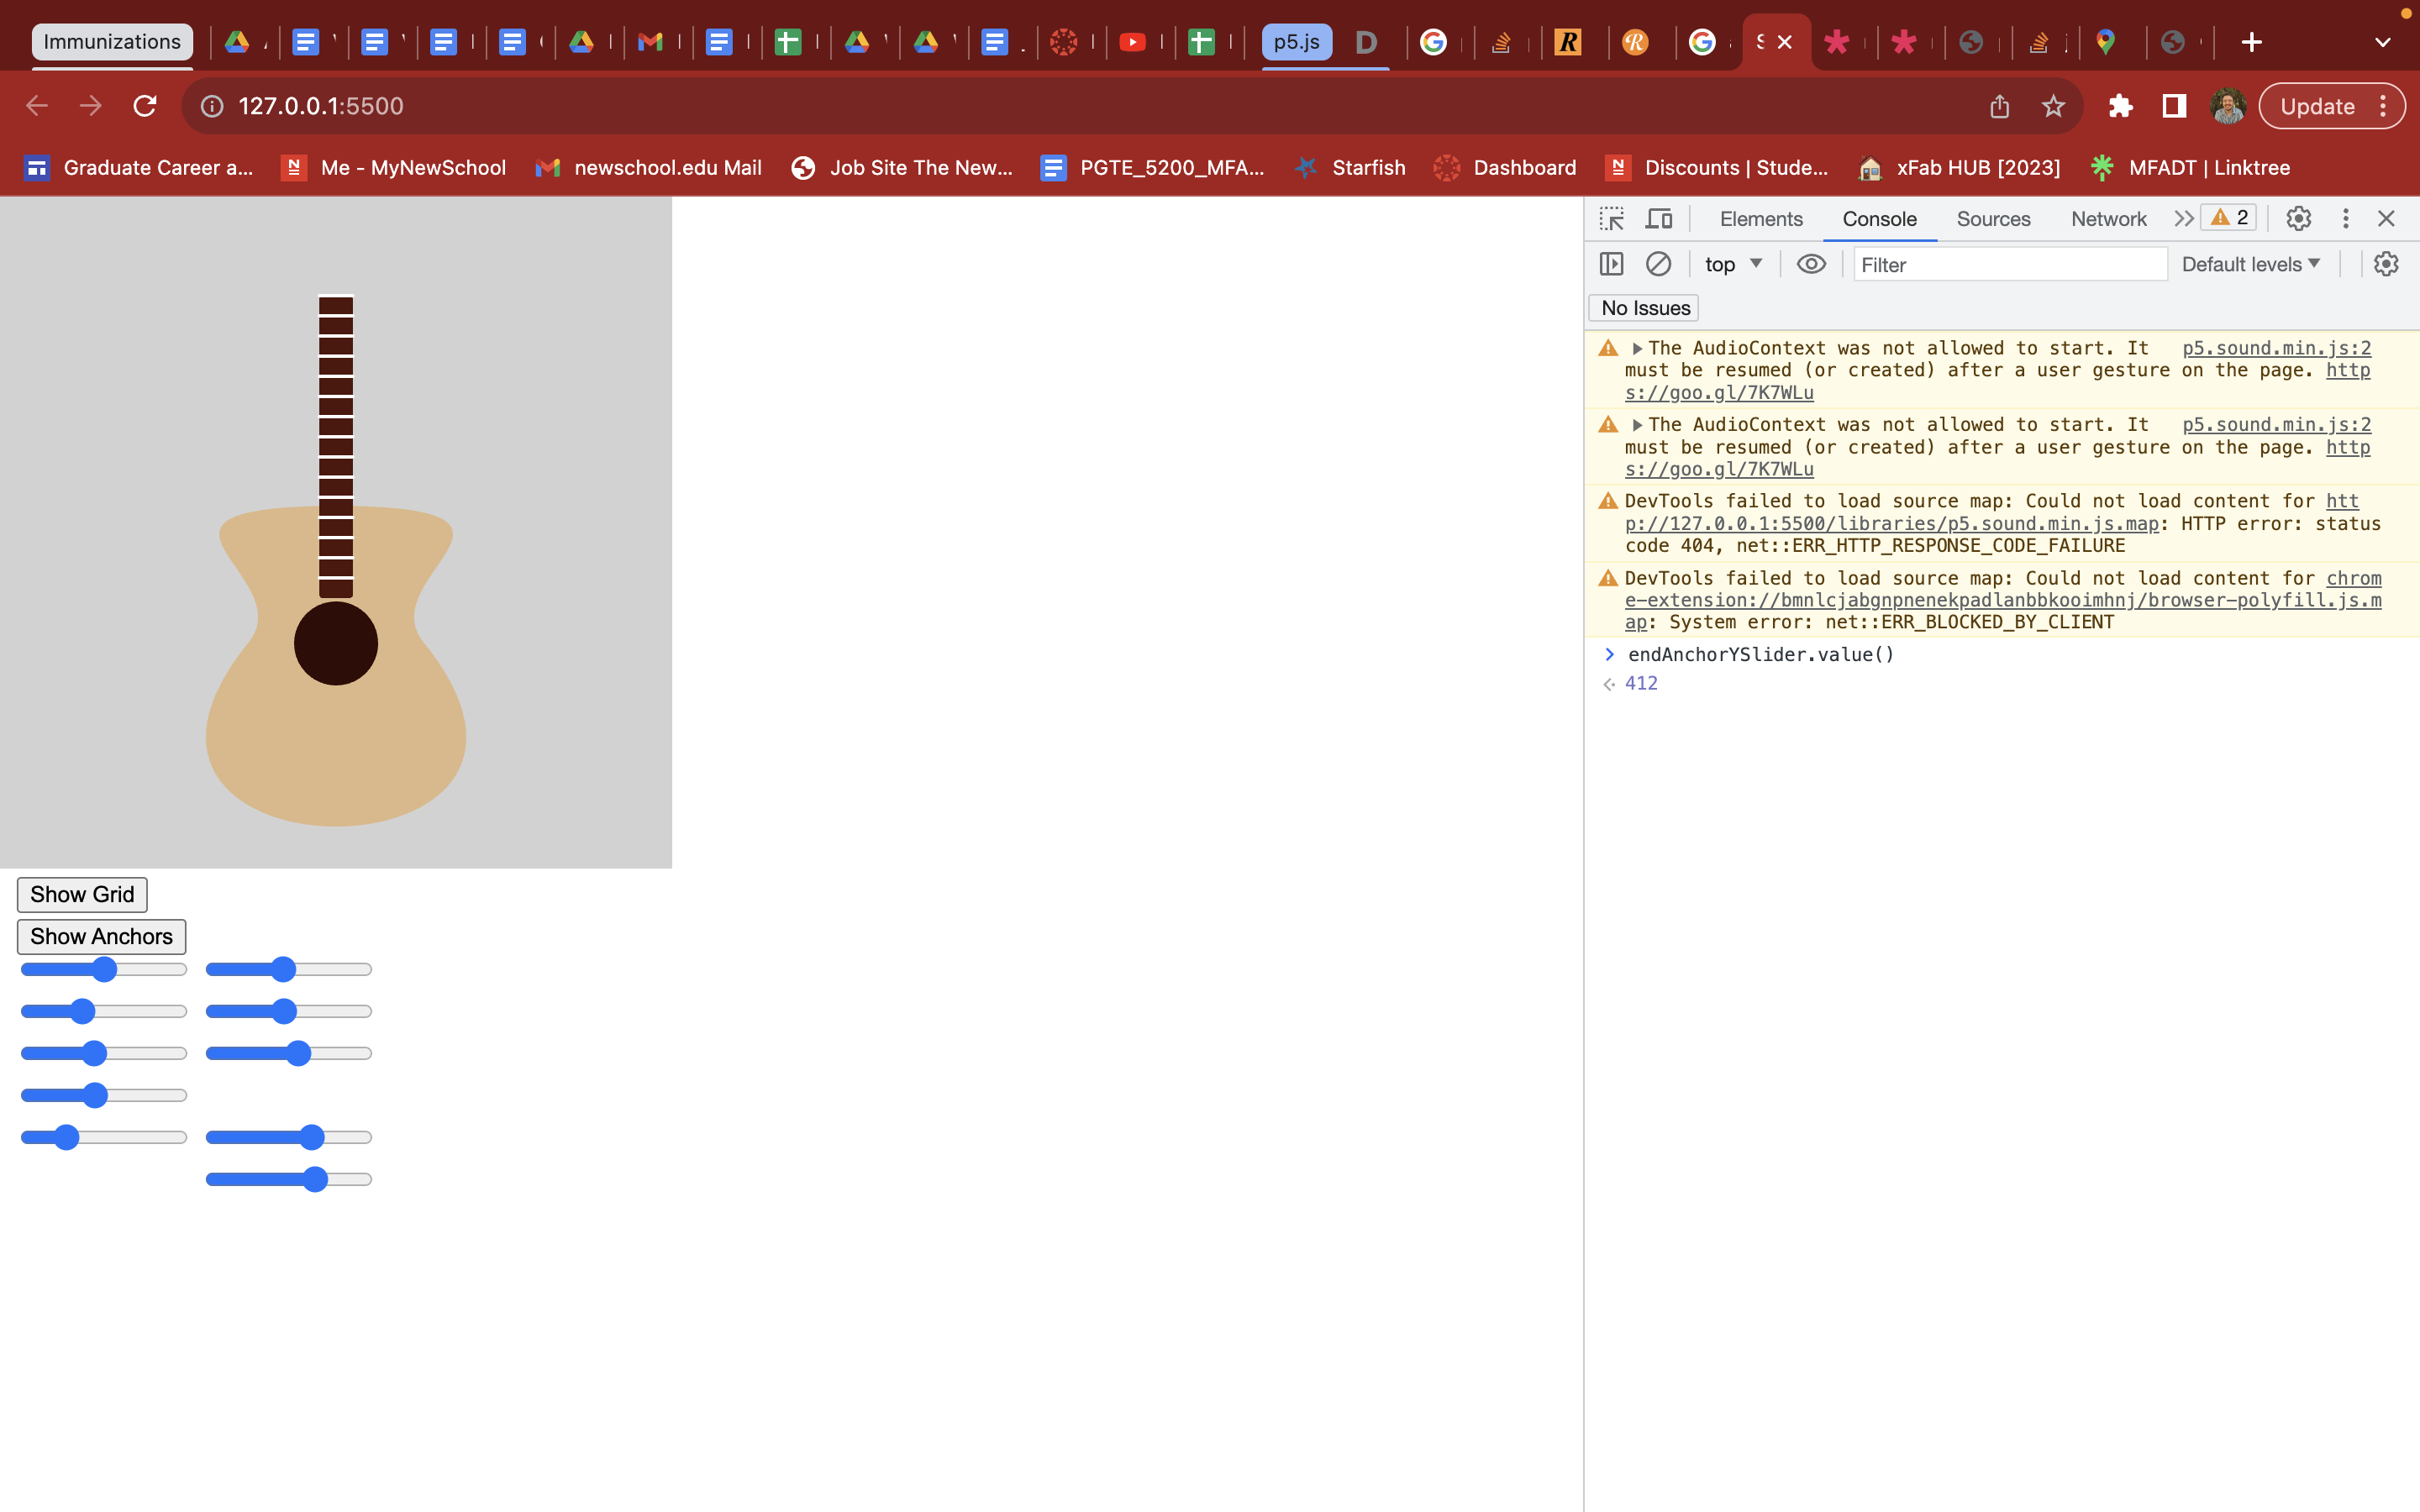 Immunizations
p5.js
127.0.0.1:5500
Update
Graduate Career a...
Me - MyNewSchool
newschool.edu Mail
Job Site The New...
PGTE_5200_MFA...
Starfish
Dashboard
Discounts | Stude...
xFab HUB [2023]
MFADT | Linktree
Elements
Console
Sources
Network
2
top
Filter
Default levels
No Issues
The AudioContext was not allowed to start. It p5.sound.min.js:2
must be resumed (or created) after a user gesture on the page. http
s://goo.gl/7K7WLu
The AudioContext was not allowed to start. It p5.sound.min.js:2
must be resumed (or created) after a user gesture on the page. http
s://goo.gl/7K7WLu
DevTools failed to load source map: Could not load content for htt
p://127.0.0.1:5500/libraries/p5.sound.min.js.map: HTTP error: status
code 404, net::ERR_HTTP_RESPONSE_CODE_FAILURE
DevTools failed to load source map: Could not load content for chrom
e-extension://bmnlcjabgnpnenekpadlanbbkooimhnj/browser-polyfill.js.m
ap: System error: net::ERR_BLOCKED_BY_CLIENT
endAnchorYSlider.value()
412
Show Grid
Show Anchors